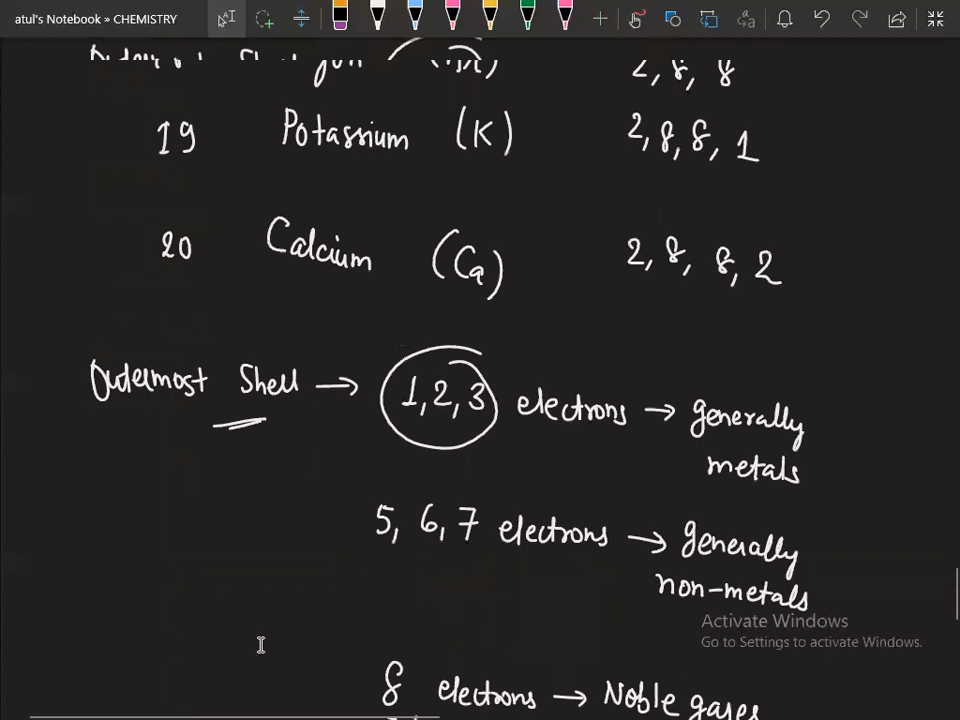 atul's Notebook » CHEMISTRY
2, 8, 8
19 Potassium (K) 2, 8, 8, 1
20 Calcium (Ca) 2, 8, 8, 2
Outermost Shell → 1, 2, 3 electrons → generally
metals
5, 6, 7 electrons → generally
non-metals
Activate Windows
Go to Settings to activate Windows.
8 electrons → Noble gases